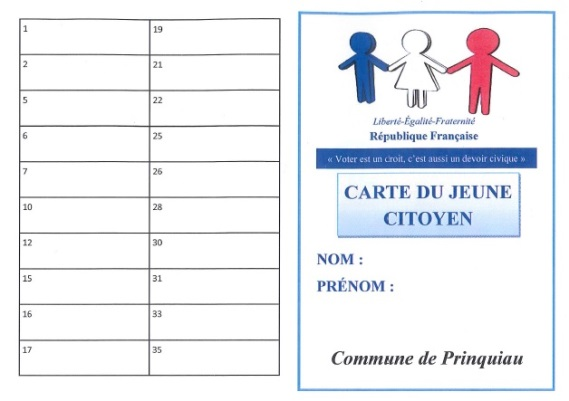 1 19
2 21
5 22
6 25
7 26
10 28
12 30
15 31
16 33
17 35
Liberté-Égalité-Fraternité
République Française
« Voter est un droit, c'est aussi un devoir civique »
CARTE DU JEUNE
CITOYEN
NOM :
PRÉNOM :
Commune de Prinquiau